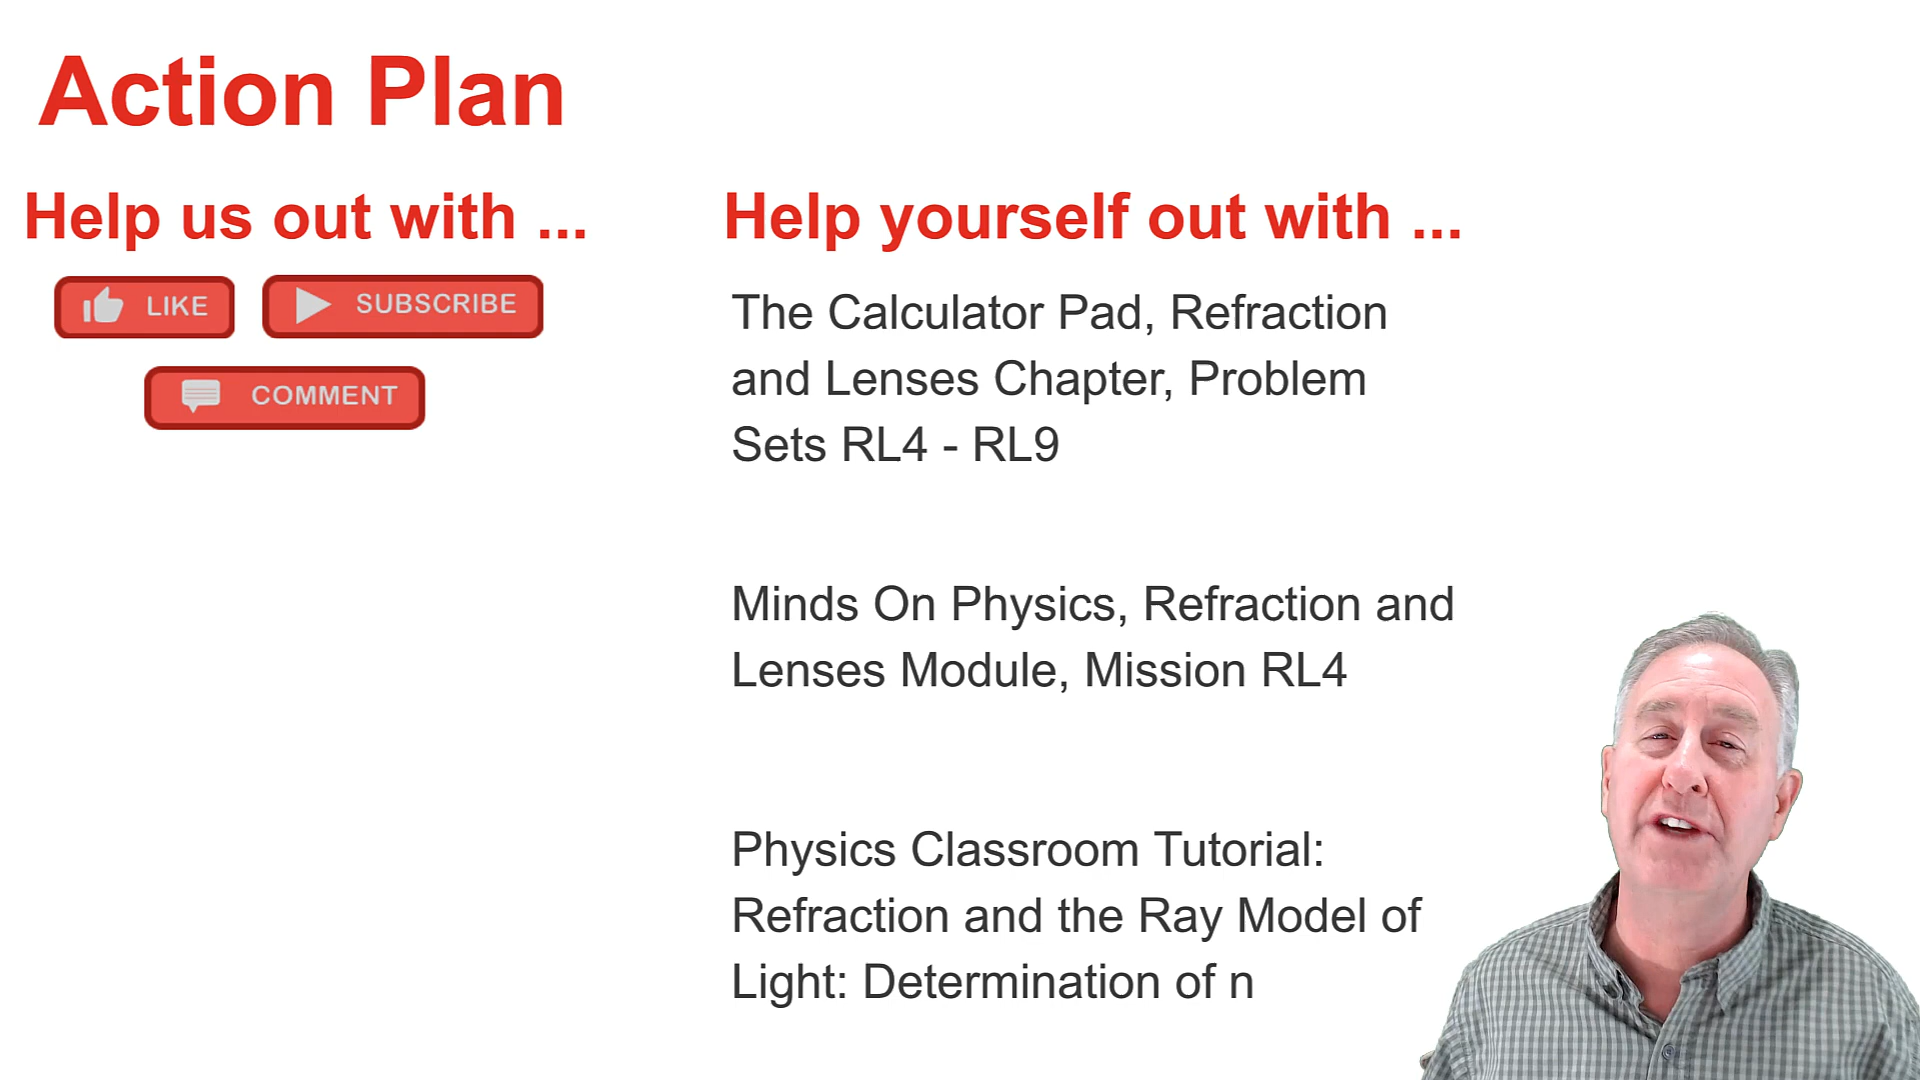 Action Plan
Help us out with ...
LIKE
SUBSCRIBE
COMMENT
Help yourself out with ...
The Calculator Pad, Refraction
and Lenses Chapter, Problem
Sets RL4 - RL9
Minds On Physics, Refraction and
Lenses Module, Mission RL4
Physics Classroom Tutorial:
Refraction and the Ray Model of
Light: Determination of n